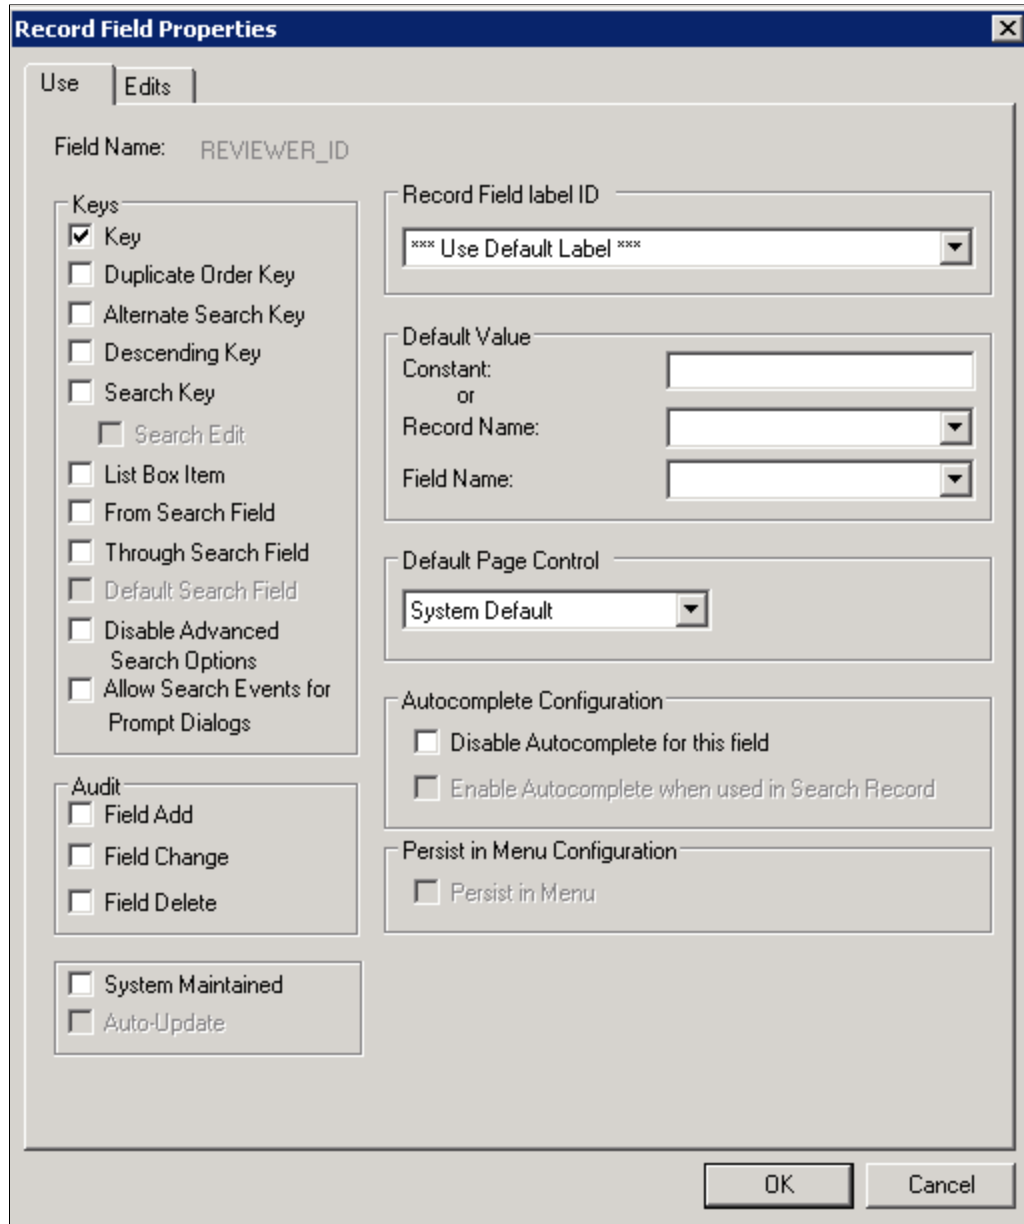 Record Field Properties
Use
Edits
Field Name: REVIEWER_ID
Keys
Key
Duplicate Order Key
Alternate Search Key
Descending Key
Search Key
Search Edit
List Box Item
From Search Field
Through Search Field
Default Search Field
Disable Advanced
Search Options
Allow Search Events for
Prompt Dialogs
Audit
Field Add
Field Change
Field Delete
System Maintained
Auto-Update
Record Field label ID
*** Use Default Label ***
Default Value
Constant:
or
Record Name:
Field Name:
Default Page Control
System Default
Autocomplete Configuration
Disable Autocomplete for this field
Enable Autocomplete when used in Search Record
Persist in Menu Configuration
Persist in Menu
OK
Cancel